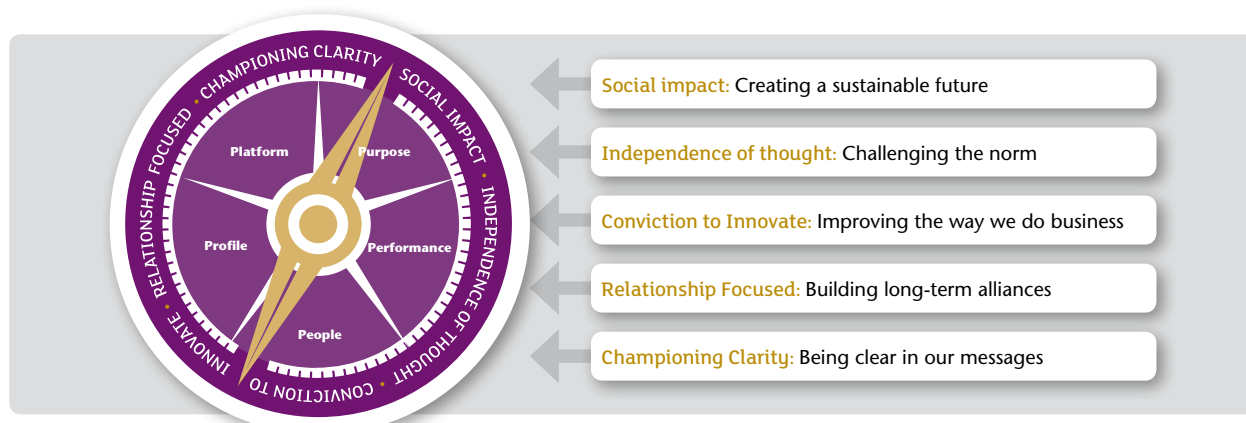 CHAMPIONING CLARITY • SOCIAL IMPACT • INDEPENDENCE OF THOUGHT • CONVICTION TO INNOVATE • RELATIONSHIP FOCUSED •
Platform
Purpose
Profile
Performance
People
Social impact: Creating a sustainable future
Independence of thought: Challenging the norm
Conviction to Innovate: Improving the way we do business
Relationship Focused: Building long-term alliances
Championing Clarity: Being clear in our messages